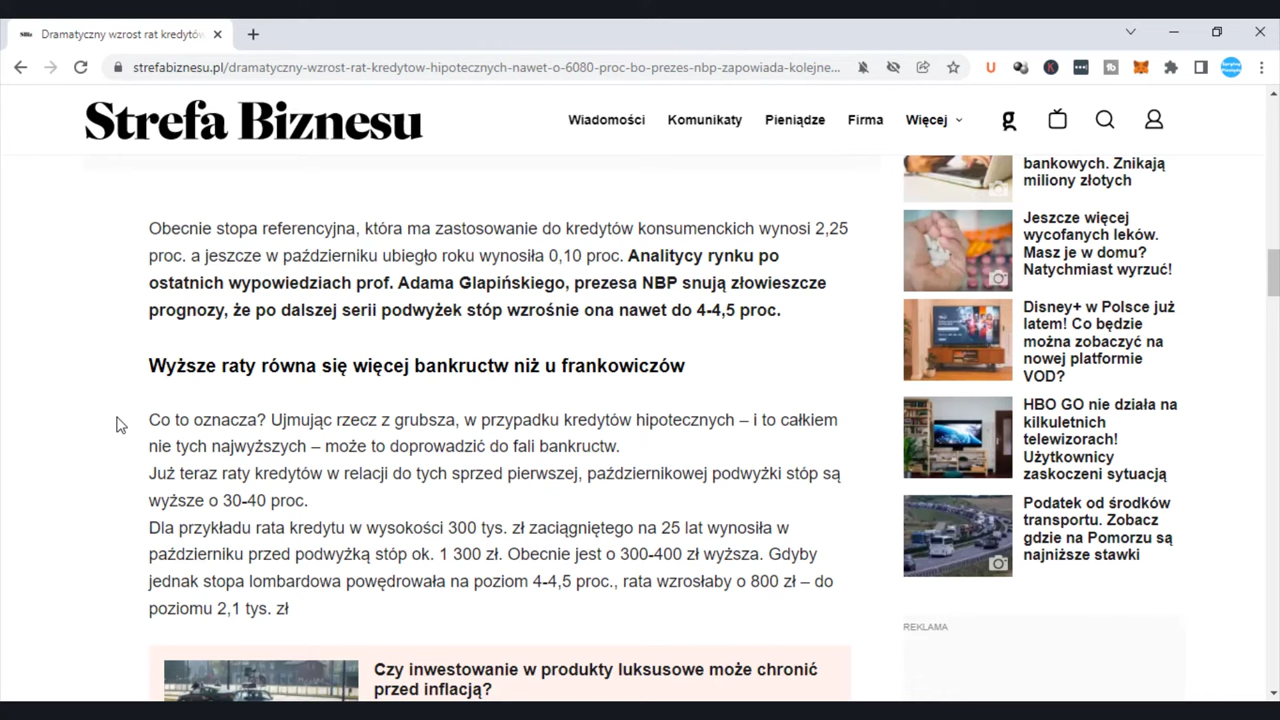 Dramatyczny wzrost rat kredytów
strefabiznesu.pl/dramatyczny-wzrost-rat-kredytow-hipotecznych-nawet-o-6080-proc-bo-prezes-nbp-zapowiada-kolejne...
Strefa Biznesu
Wiadomości
Komunikaty
Pieniądze
Firma
Więcej
Obecnie stopa referencyjna, która ma zastosowanie do kredytów konsumenckich wynosi 2,25
proc. a jeszcze w październiku ubiegło roku wynosiła 0,10 proc. Analitycy rynku po
ostatnich wypowiedziach prof. Adama Glapińskiego, prezesa NBP snują złowieszcze
prognozy, że po dalszej serii podwyżek stóp wzrośnie ona nawet do 4-4,5 proc.
Wyższe raty równa się więcej bankructw niż u frankowiczów
Co to oznacza? Ujmując rzecz z grubsza, w przypadku kredytów hipotecznych – i to całkiem
nie tych najwyższych – może to doprowadzić do fali bankructw.
Już teraz raty kredytów w relacji do tych sprzed pierwszej, październikowej podwyżki stóp są
wyższe o 30-40 proc.
Dla przykładu rata kredytu w wysokości 300 tys. zł zaciągniętego na 25 lat wynosiła w
październiku przed podwyżką stóp ok. 1 300 zł. Obecnie jest o 300-400 zł wyższa. Gdyby
jednak stopa lombardowa powędrowała na poziom 4-4,5 proc., rata wzrosłaby o 800 zł – do
poziomu 2,1 tys. zł
Czy inwestowanie w produkty luksusowe może chronić
przed inflacją?
bankowych. Znikają
miliony złotych
Jeszcze więcej
wycofanych leków.
Masz je w domu?
Natychmiast wyrzuć!
Disney+ w Polsce już
latem! Co będzie
można zobaczyć na
nowej platformie
VOD?
HBO GO nie działa na
kilkuletnich
telewizorach!
Użytkownicy
zaskoczeni sytuacją
Podatek od środków
transportu. Zobacz
gdzie na Pomorzu są
najniższe stawki
REKLAMA